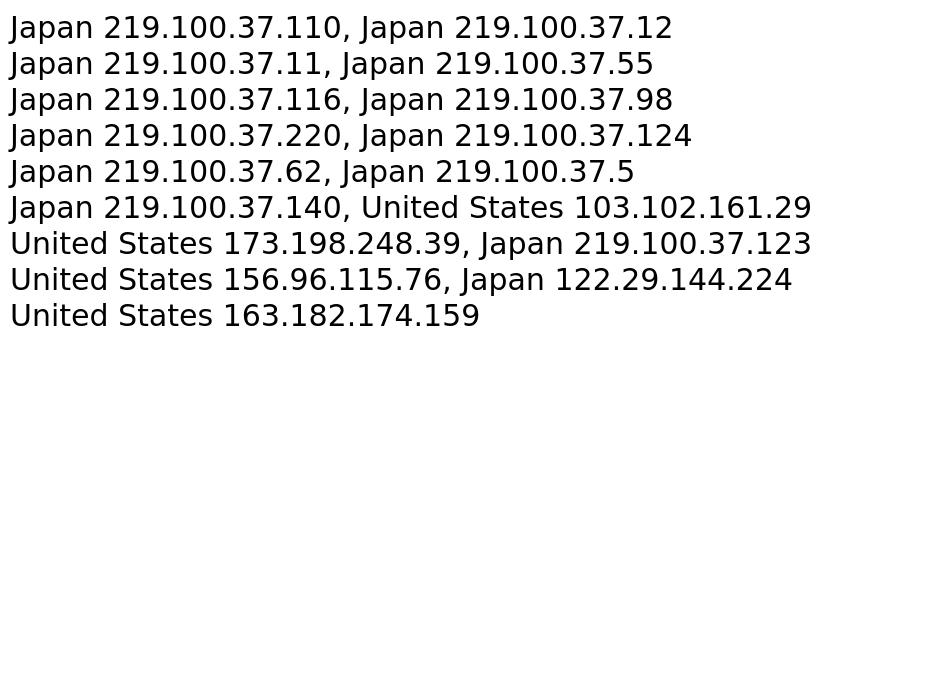 Japan 219.100.37.110, Japan 219.100.37.12
Japan 219.100.37.11, Japan 219.100.37.55
Japan 219.100.37.116, Japan 219.100.37.98
Japan 219.100.37.220, Japan 219.100.37.124
Japan 219.100.37.62, Japan 219.100.37.5
Japan 219.100.37.140, United States 103.102.161.29
United States 173.198.248.39, Japan 219.100.37.123
United States 156.96.115.76, Japan 122.29.144.224
United States 163.182.174.159